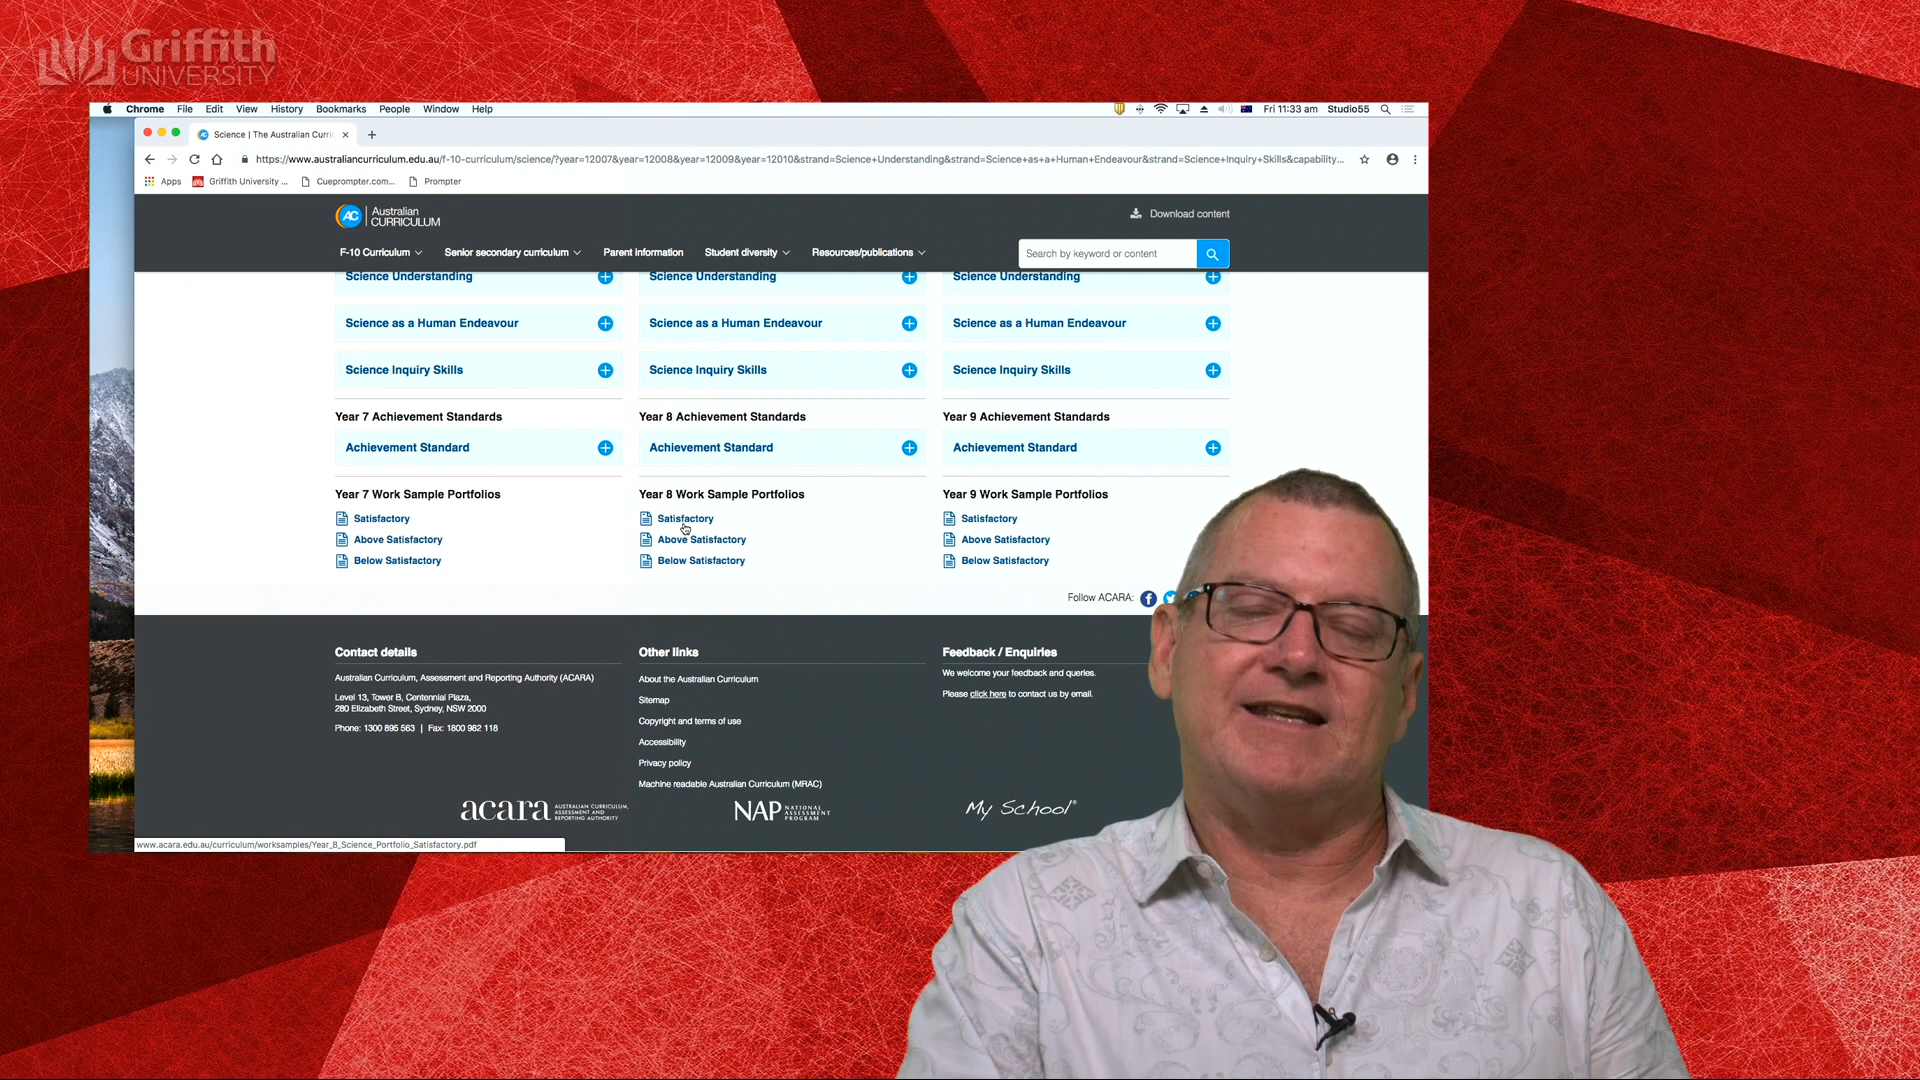 Griffith
UNIVERSITY
Chrome File Edit View History Bookmarks People Window Help Fri 11:33 am Studio55
Science | The Australian Curric
https://www.australiancurriculum.edu.au/f-10-curriculum/science/?year=12007&year=12008&year=12009&year=12010&strand=Science+Understanding&strand=Science+as+a+Human+Endeavour&strand=Science+Inquiry+Skills&capability...
Apps Griffith University ... Cueprompter.com... Prompter
AC Australian CURRICULUM
Download content
F-10 Curriculum Senior secondary curriculum Parent information Student diversity Resources/publications Search by keyword or content
Science Understanding Science Understanding Science Understanding
Science as a Human Endeavour Science as a Human Endeavour Science as a Human Endeavour
Science Inquiry Skills Science Inquiry Skills Science Inquiry Skills
Year 7 Achievement Standards Year 8 Achievement Standards Year 9 Achievement Standards
Achievement Standard Achievement Standard Achievement Standard
Year 7 Work Sample Portfolios Year 8 Work Sample Portfolios Year 9 Work Sample Portfolios
Satisfactory Satisfactory Satisfactory
Above Satisfactory Above Satisfactory Above Satisfactory
Below Satisfactory Below Satisfactory Below Satisfactory
Follow ACARA:
Contact details
Australian Curriculum, Assessment and Reporting Authority (ACARA)
Level 13, Tower B, Centennial Plaza,
280 Elizabeth Street, Sydney, NSW 2000
Phone: 1300 895 563 | Fax: 1800 982 118
Other links
About the Australian Curriculum
Sitemap
Copyright and terms of use
Accessibility
Privacy policy
Machine readable Australian Curriculum (MRAC)
Feedback / Enquiries
We welcome your feedback and queries.
Please click here to contact us by email.
acara AUSTRALIAN CURRICULUM, ASSESSMENT AND REPORTING AUTHORITY
NAP NATIONAL ASSESSMENT PROGRAM
My School®
www.acara.edu.au/curriculum/worksamples/Year_8_Science_Portfolio_Satisfactory.pdf